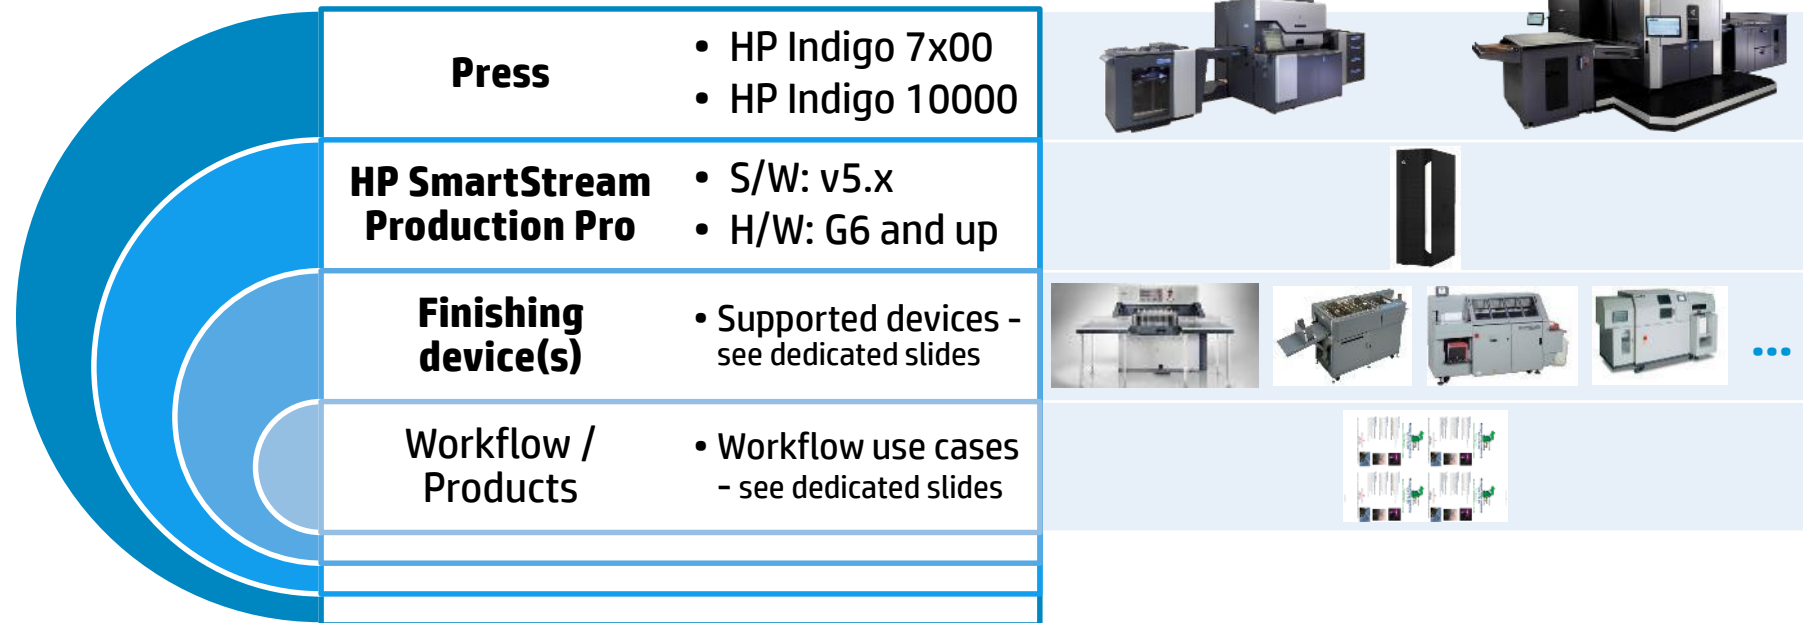 Press
• HP Indigo 7x00
• HP Indigo 10000
HP SmartStream
Production Pro
• S/W: v5.x
• H/W: G6 and up
Finishing
device(s)
• Supported devices -
see dedicated slides
...
Workflow /
Products
• Workflow use cases
- see dedicated slides